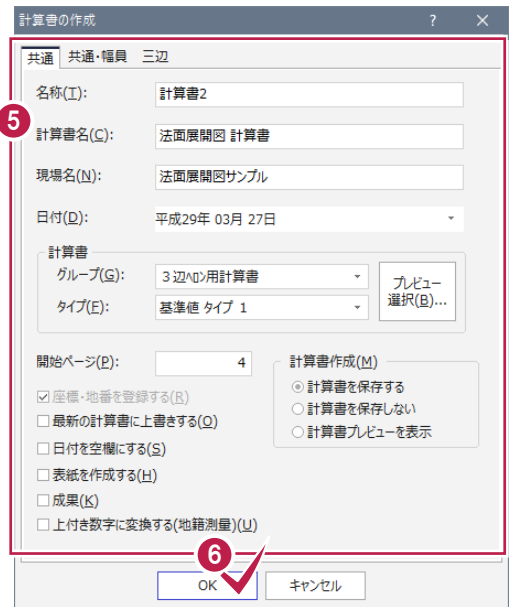 計算書の作成 ? ×
共通 共通・幅員 三辺
5
名称(T): 計算書2
計算書名(C): 法面展開図 計算書
現場名(N): 法面展開図サンプル
日付(D): 平成29年 03月 27日
計算書
グループ(G): 3辺ヘロン用計算書
タイプ(F): 基準値 タイプ 1
プレビュー
選択(B)...
開始ページ(P): 4
座標・地番を登録する(R)
最新の計算書に上書きする(O)
日付を空欄にする(S)
表紙を作成する(H)
成果(K)
上付き数字に変換する(地籍測量)(U)
計算書作成(M)
計算書を保存する
計算書を保存しない
計算書プレビューを表示
6
OK キャンセル